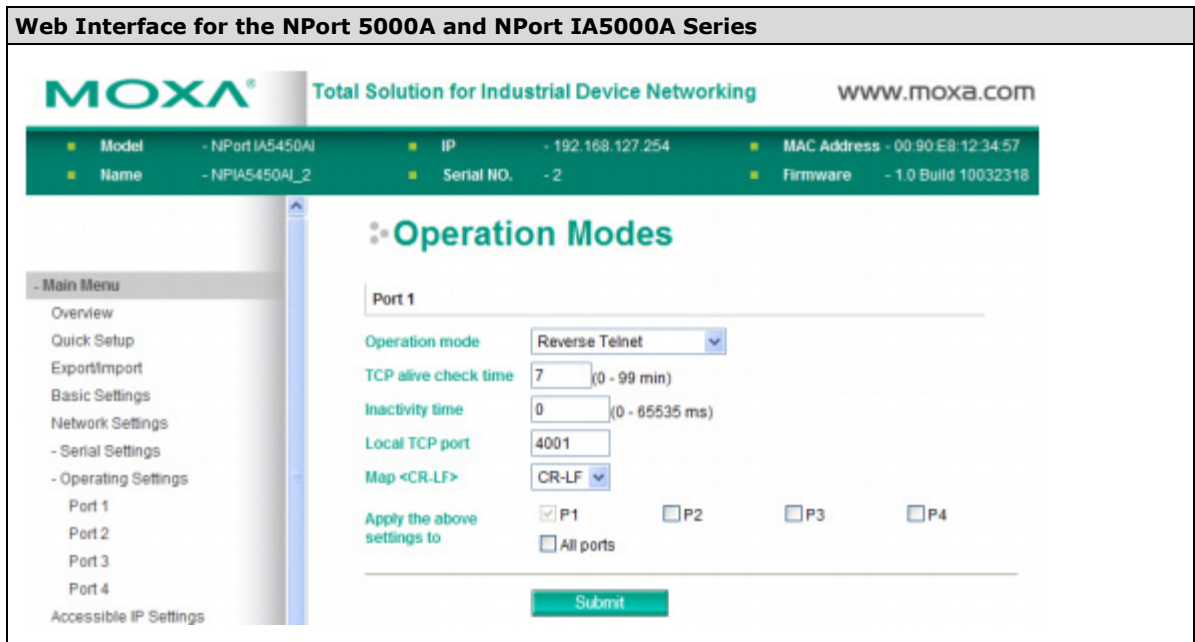 Web Interface for the NPort 5000A and NPort IA5000A Series
MOXA® Total Solution for Industrial Device Networking www.moxa.com
Model - NPort IA5450AI IP - 192.168.127.254 MAC Address - 00:90:E8:12:34:57
Name - NPIA5450AI_2 Serial NO. - 2 Firmware - 1.0 Build 10032318
Operation Modes
- Main Menu
Overview
Quick Setup
Export/Import
Basic Settings
Network Settings
- Serial Settings
- Operating Settings
Port 1
Port 2
Port 3
Port 4
Accessible IP Settings
Port 1
Operation mode Reverse Telnet
TCP alive check time 7 (0 - 99 min)
Inactivity time 0 (0 - 65535 ms)
Local TCP port 4001
Map <CR-LF> CR-LF
Apply the above settings to P1 P2 P3 P4
All ports
Submit